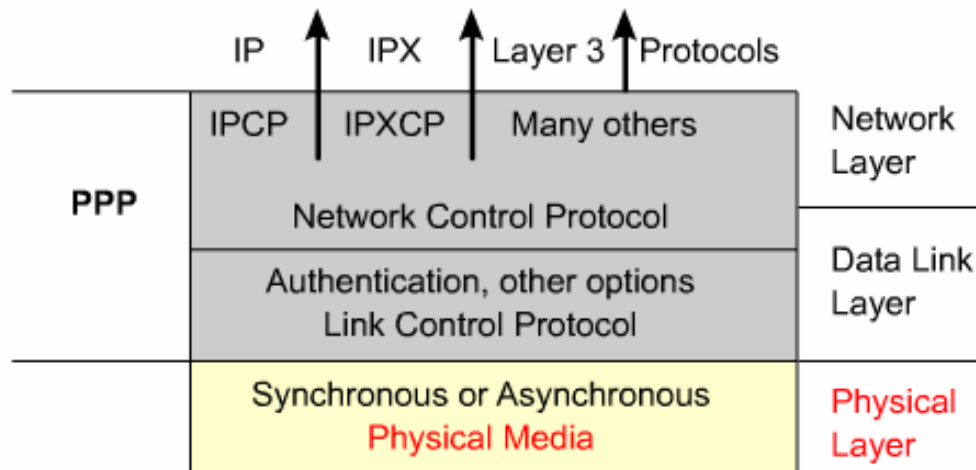 IP IPX Layer 3 Protocols
IPCP IPXCP Many others
Network
Layer
PPP
Network Control Protocol
Authentication, other options
Link Control Protocol
Data Link
Layer
Synchronous or Asynchronous
Physical Media
Physical
Layer